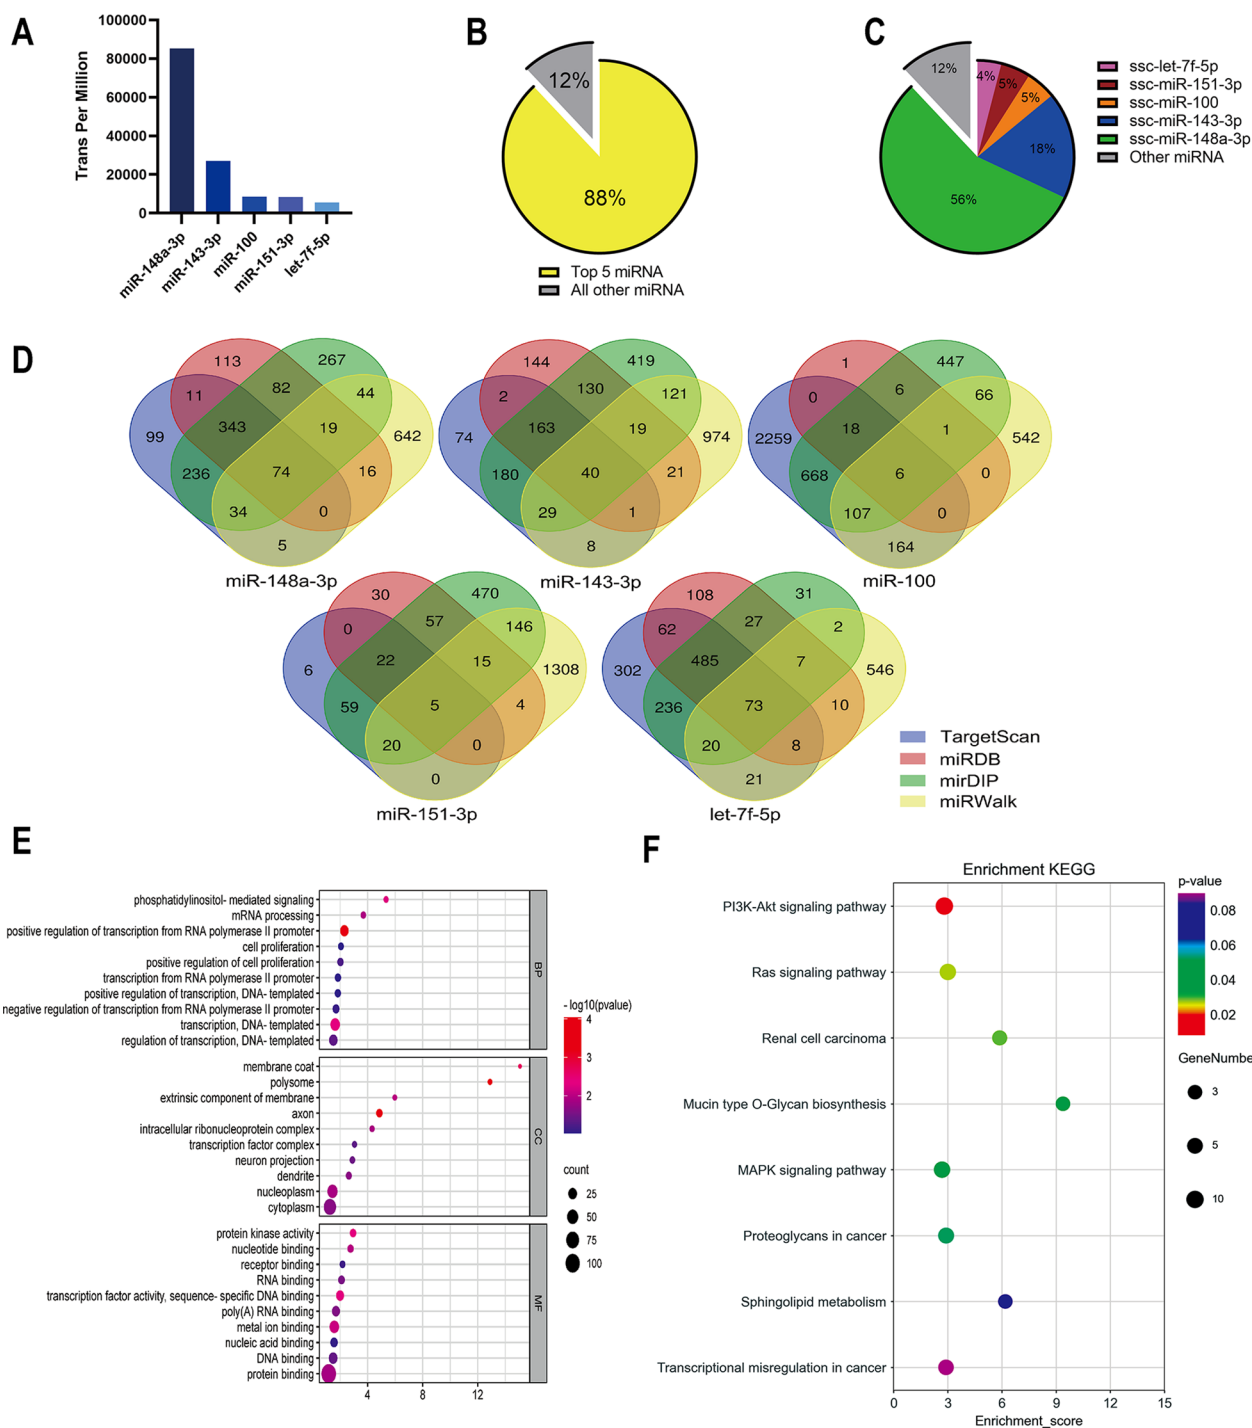 A
Trans Per Million
100000
80000
60000
40000
20000
0
miR-148a-3p
miR-143-3p
miR-100
miR-151-3p
let-7f-5p
B
12%
88%
Top 5 miRNA
All other miRNA
C
12%
4%
5%
5%
18%
56%
ssc-let-7f-5p
ssc-miR-151-3p
ssc-miR-100
ssc-miR-143-3p
ssc-miR-148a-3p
Other miRNA
D
113 267
11 82 44
99 343 19 642
236 74 16
34 0
5
miR-148a-3p
144 419
2 130 121
74 163 19 974
180 40 21
29 1
8
miR-143-3p
1 447
0 6 66
2259 18 1 542
668 6 0
107 0
164
miR-100
30 470
0 57 146
6 22 15 1308
59 5 4
20 0
0
miR-151-3p
108 31
62 27 2
302 485 7 546
236 73 10
20 8
21
let-7f-5p
TargetScan
miRDB
mirDIP
miRWalk
E
phosphatidylinositol- mediated signaling
mRNA processing
positive regulation of transcription from RNA polymerase II promoter
cell proliferation
positive regulation of cell proliferation
transcription from RNA polymerase II promoter
positive regulation of transcription, DNA- templated
negative regulation of transcription from RNA polymerase II promoter
transcription, DNA- templated
regulation of transcription, DNA- templated
BP
membrane coat
polysome
extrinsic component of membrane
axon
intracellular ribonucleoprotein complex
transcription factor complex
neuron projection
dendrite
nucleoplasm
cytoplasm
CC
protein kinase activity
nucleotide binding
receptor binding
RNA binding
transcription factor activity, sequence- specific DNA binding
poly(A) RNA binding
metal ion binding
nucleic acid binding
DNA binding
protein binding
MF
4 8 12
- log10(pvalue)
4
3
2
count
25
50
75
100
F
Enrichment KEGG
PI3K-Akt signaling pathway
Ras signaling pathway
Renal cell carcinoma
Mucin type O-Glycan biosynthesis
MAPK signaling pathway
Proteoglycans in cancer
Sphingolipid metabolism
Transcriptional misregulation in cancer
0 3 6 9 12 15
Enrichment_score
p-value
0.08
0.06
0.04
0.02
GeneNumbe
3
5
10